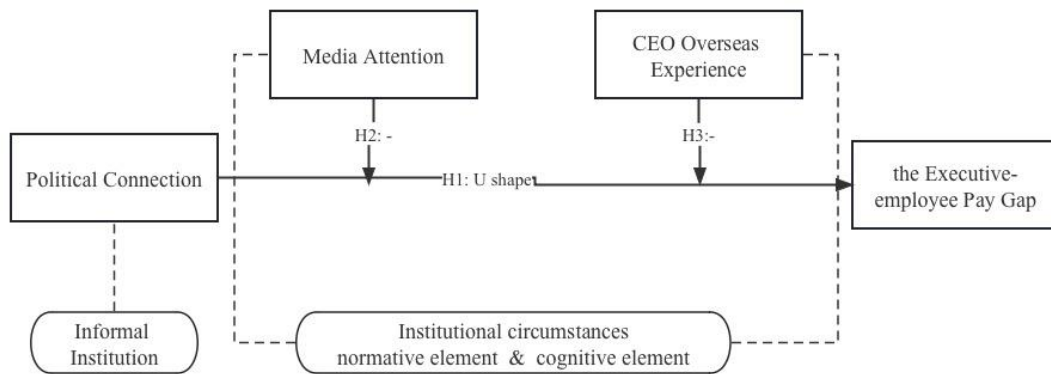 Media Attention
CEO Overseas
Experience
H2: -
H3:-
Political Connection
H1: U shape
the Executive-
employee Pay Gap
Informal
Institution
Institutional circumstances
normative element & cognitive element